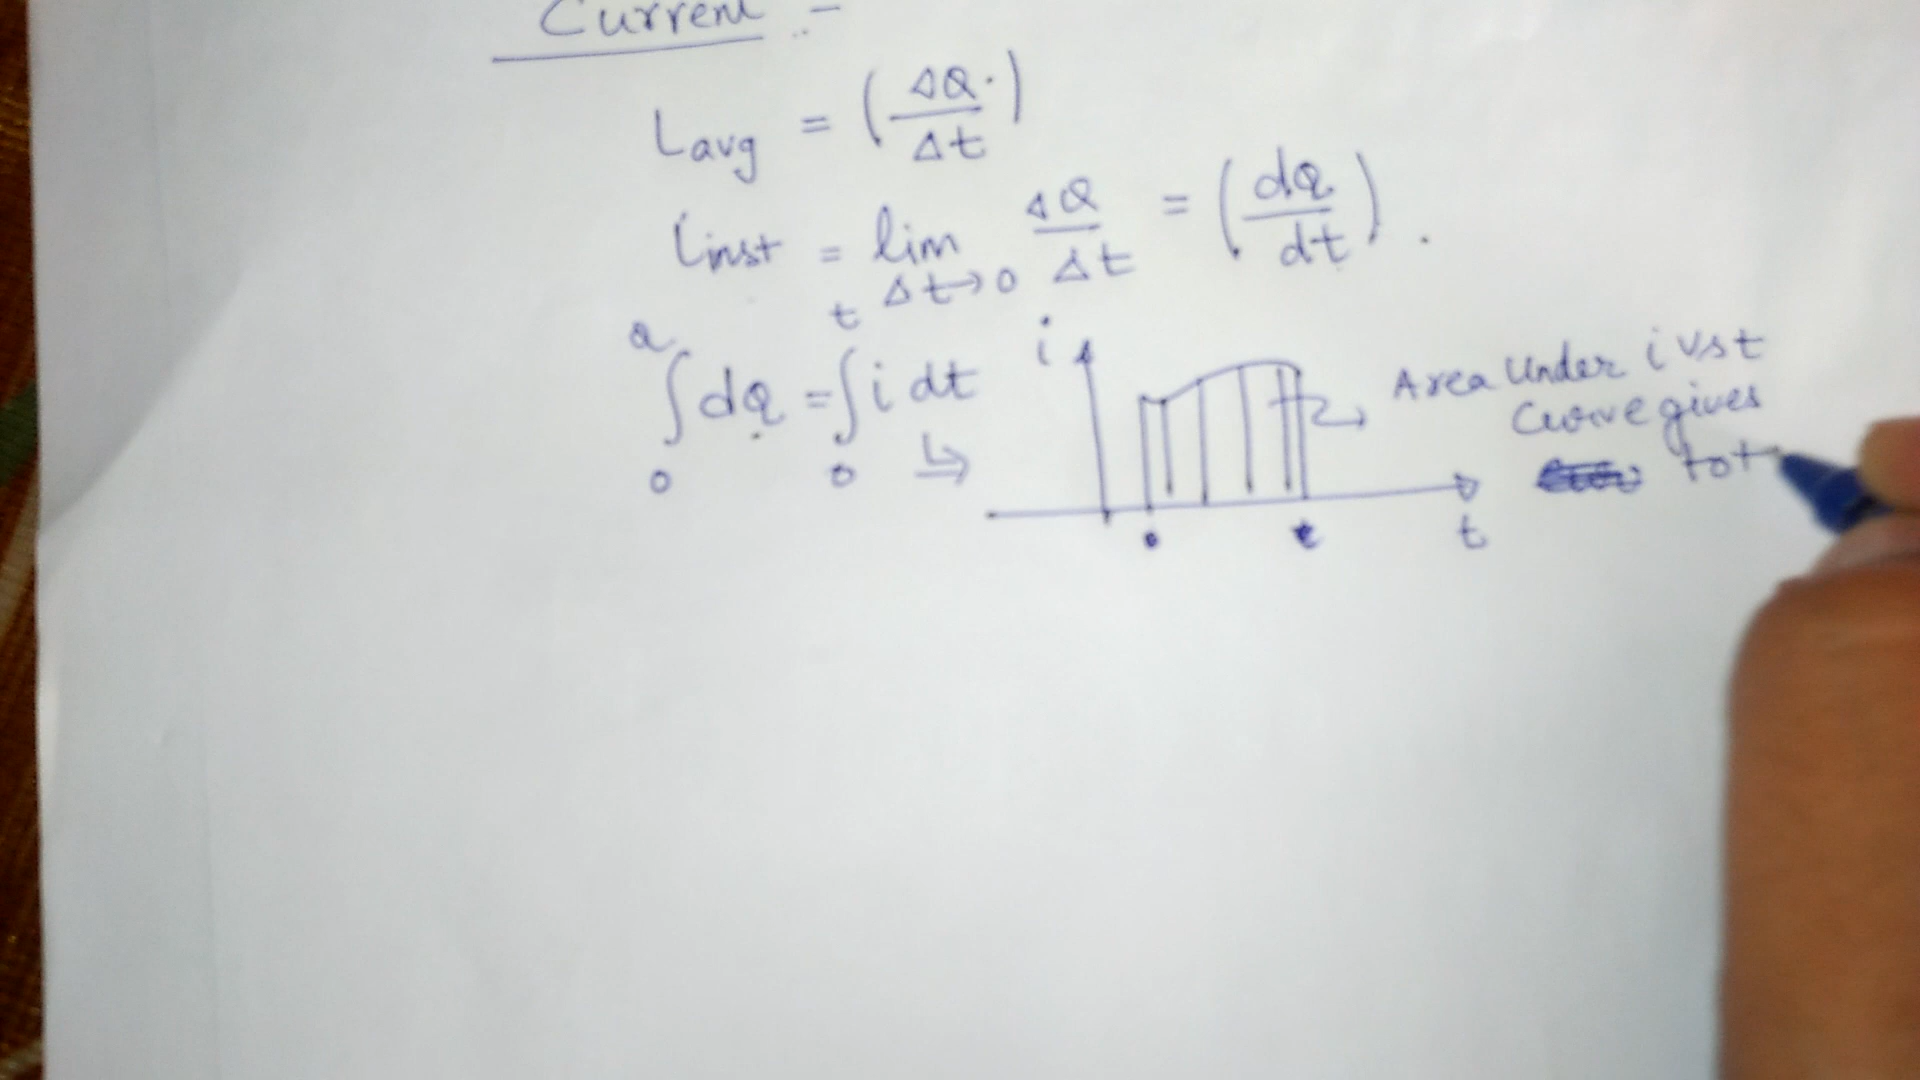 Current :-
iavg = (ΔQ/Δt)
iinst = lim Δt→0 ΔQ/Δt = (dQ/dt).
Q∫0 dQ = t∫0 i dt
i
Area Under i vs t
Curve gives
tot
0 t t